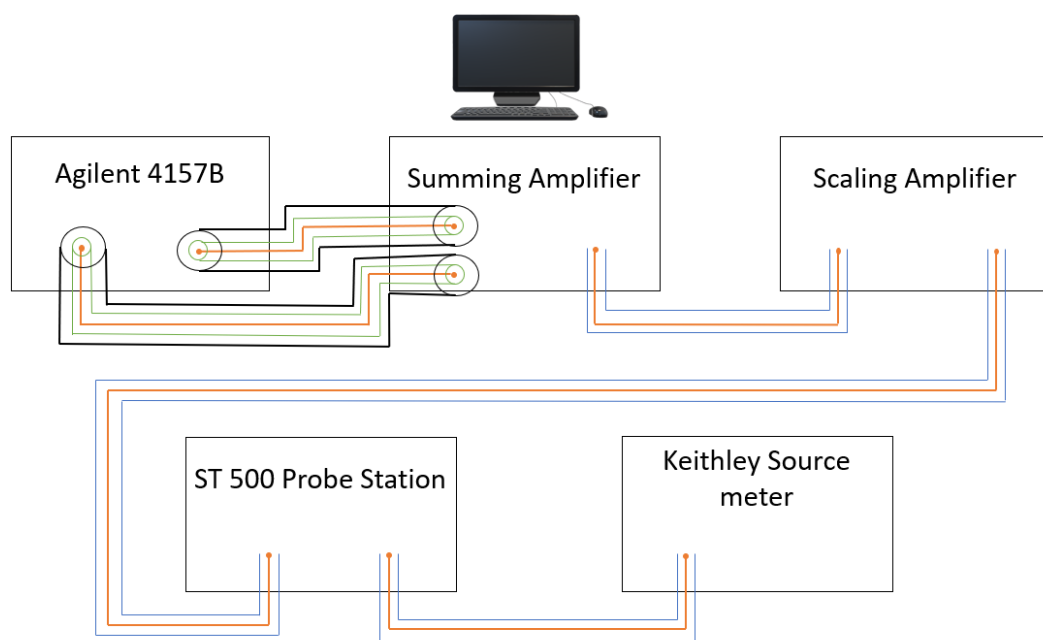 Agilent 4157B
Summing Amplifier
Scaling Amplifier
ST 500 Probe Station
Keithley Source
meter